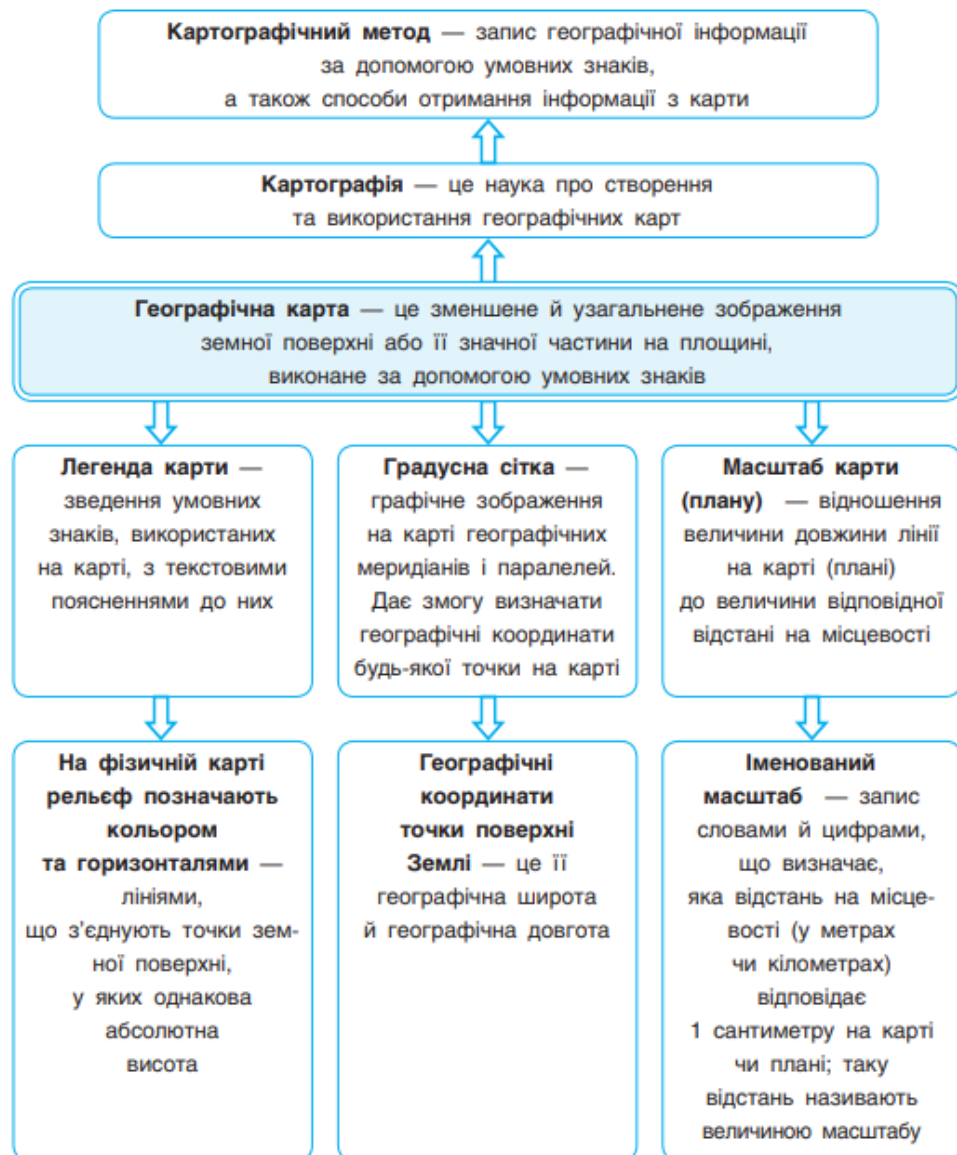 Картографічний метод — запис географічної інформації
за допомогою умовних знаків,
а також способи отримання інформації з карти
Картографія — це наука про створення
та використання географічних карт
Географічна карта — це зменшене й узагальнене зображення
земної поверхні або її значної частини на площині,
виконане за допомогою умовних знаків
Легенда карти —
зведення умовних
знаків, використаних
на карті, з текстовими
поясненнями до них
Градусна сітка —
графічне зображення
на карті географічних
меридіанів і паралелей.
Дає змогу визначати
географічні координати
будь-якої точки на карті
Масштаб карти
(плану) — відношення
величини довжини лінії
на карті (плані)
до величини відповідної
відстані на місцевості
На фізичній карті
рельєф позначають
кольором
та горизонталями —
лініями,
що з’єднують точки зем-
ної поверхні,
у яких однакова
абсолютна
висота
Географічні
координати
точки поверхні
Землі — це її
географічна широта
й географічна довгота
Іменований
масштаб — запис
словами й цифрами,
що визначає,
яка відстань на місце-
вості (у метрах
чи кілометрах)
відповідає
1 сантиметру на карті
чи плані; таку
відстань називають
величиною масштабу